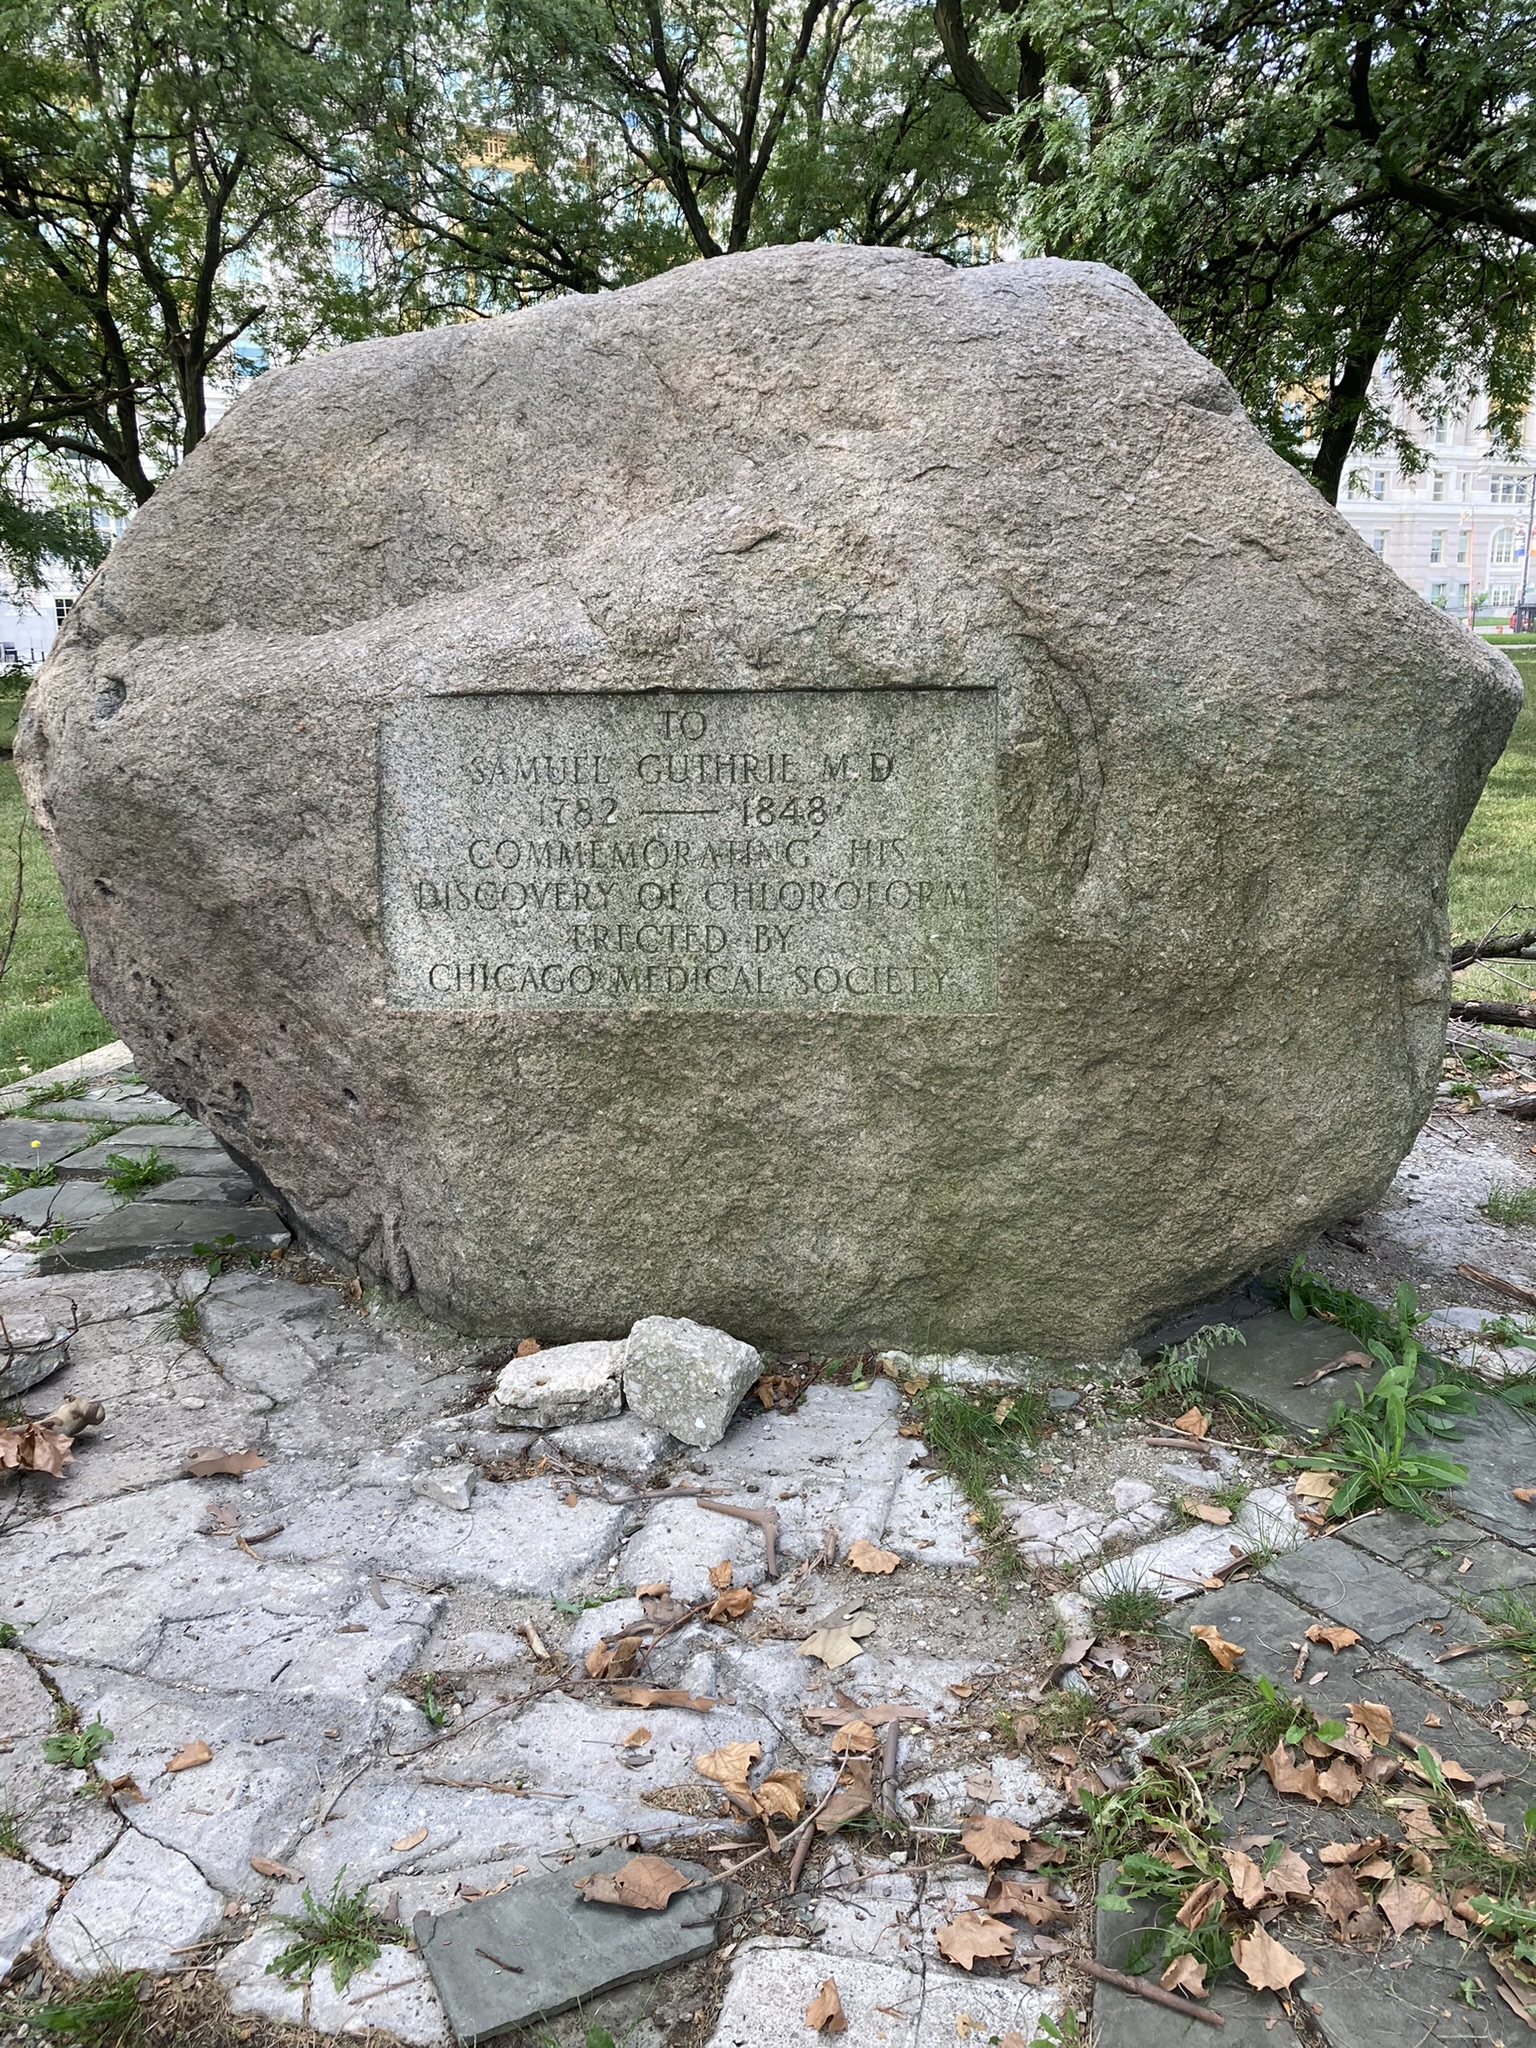 TO
SAMUEL GUTHRIE M.D
1782 — 1848
COMMEMORATING HIS
DISCOVERY OF CHLOROFORM
ERECTED BY
CHICAGO MEDICAL SOCIETY